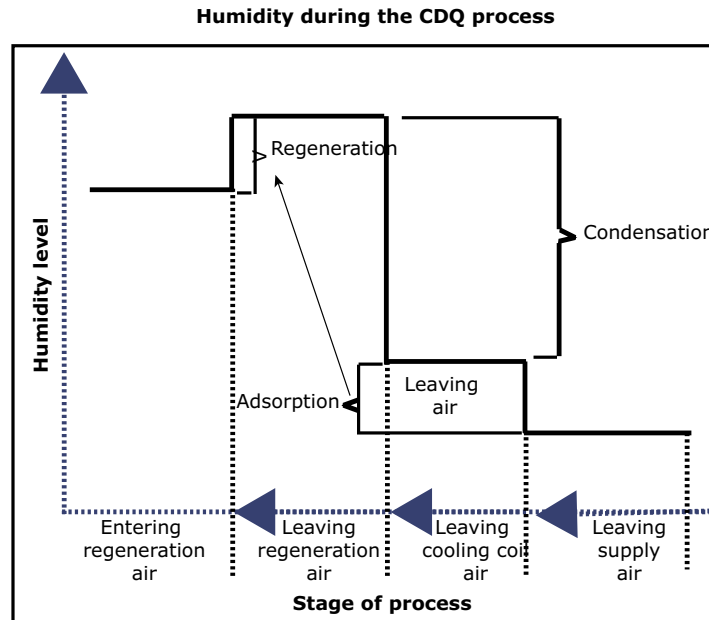 Humidity during the CDQ process
Regeneration
Condensation
Humidity level
Adsorption
Leaving
air
Entering
regeneration
air
Leaving
regeneration
air
Leaving
cooling coil
air
Leaving
supply
air
Stage of process